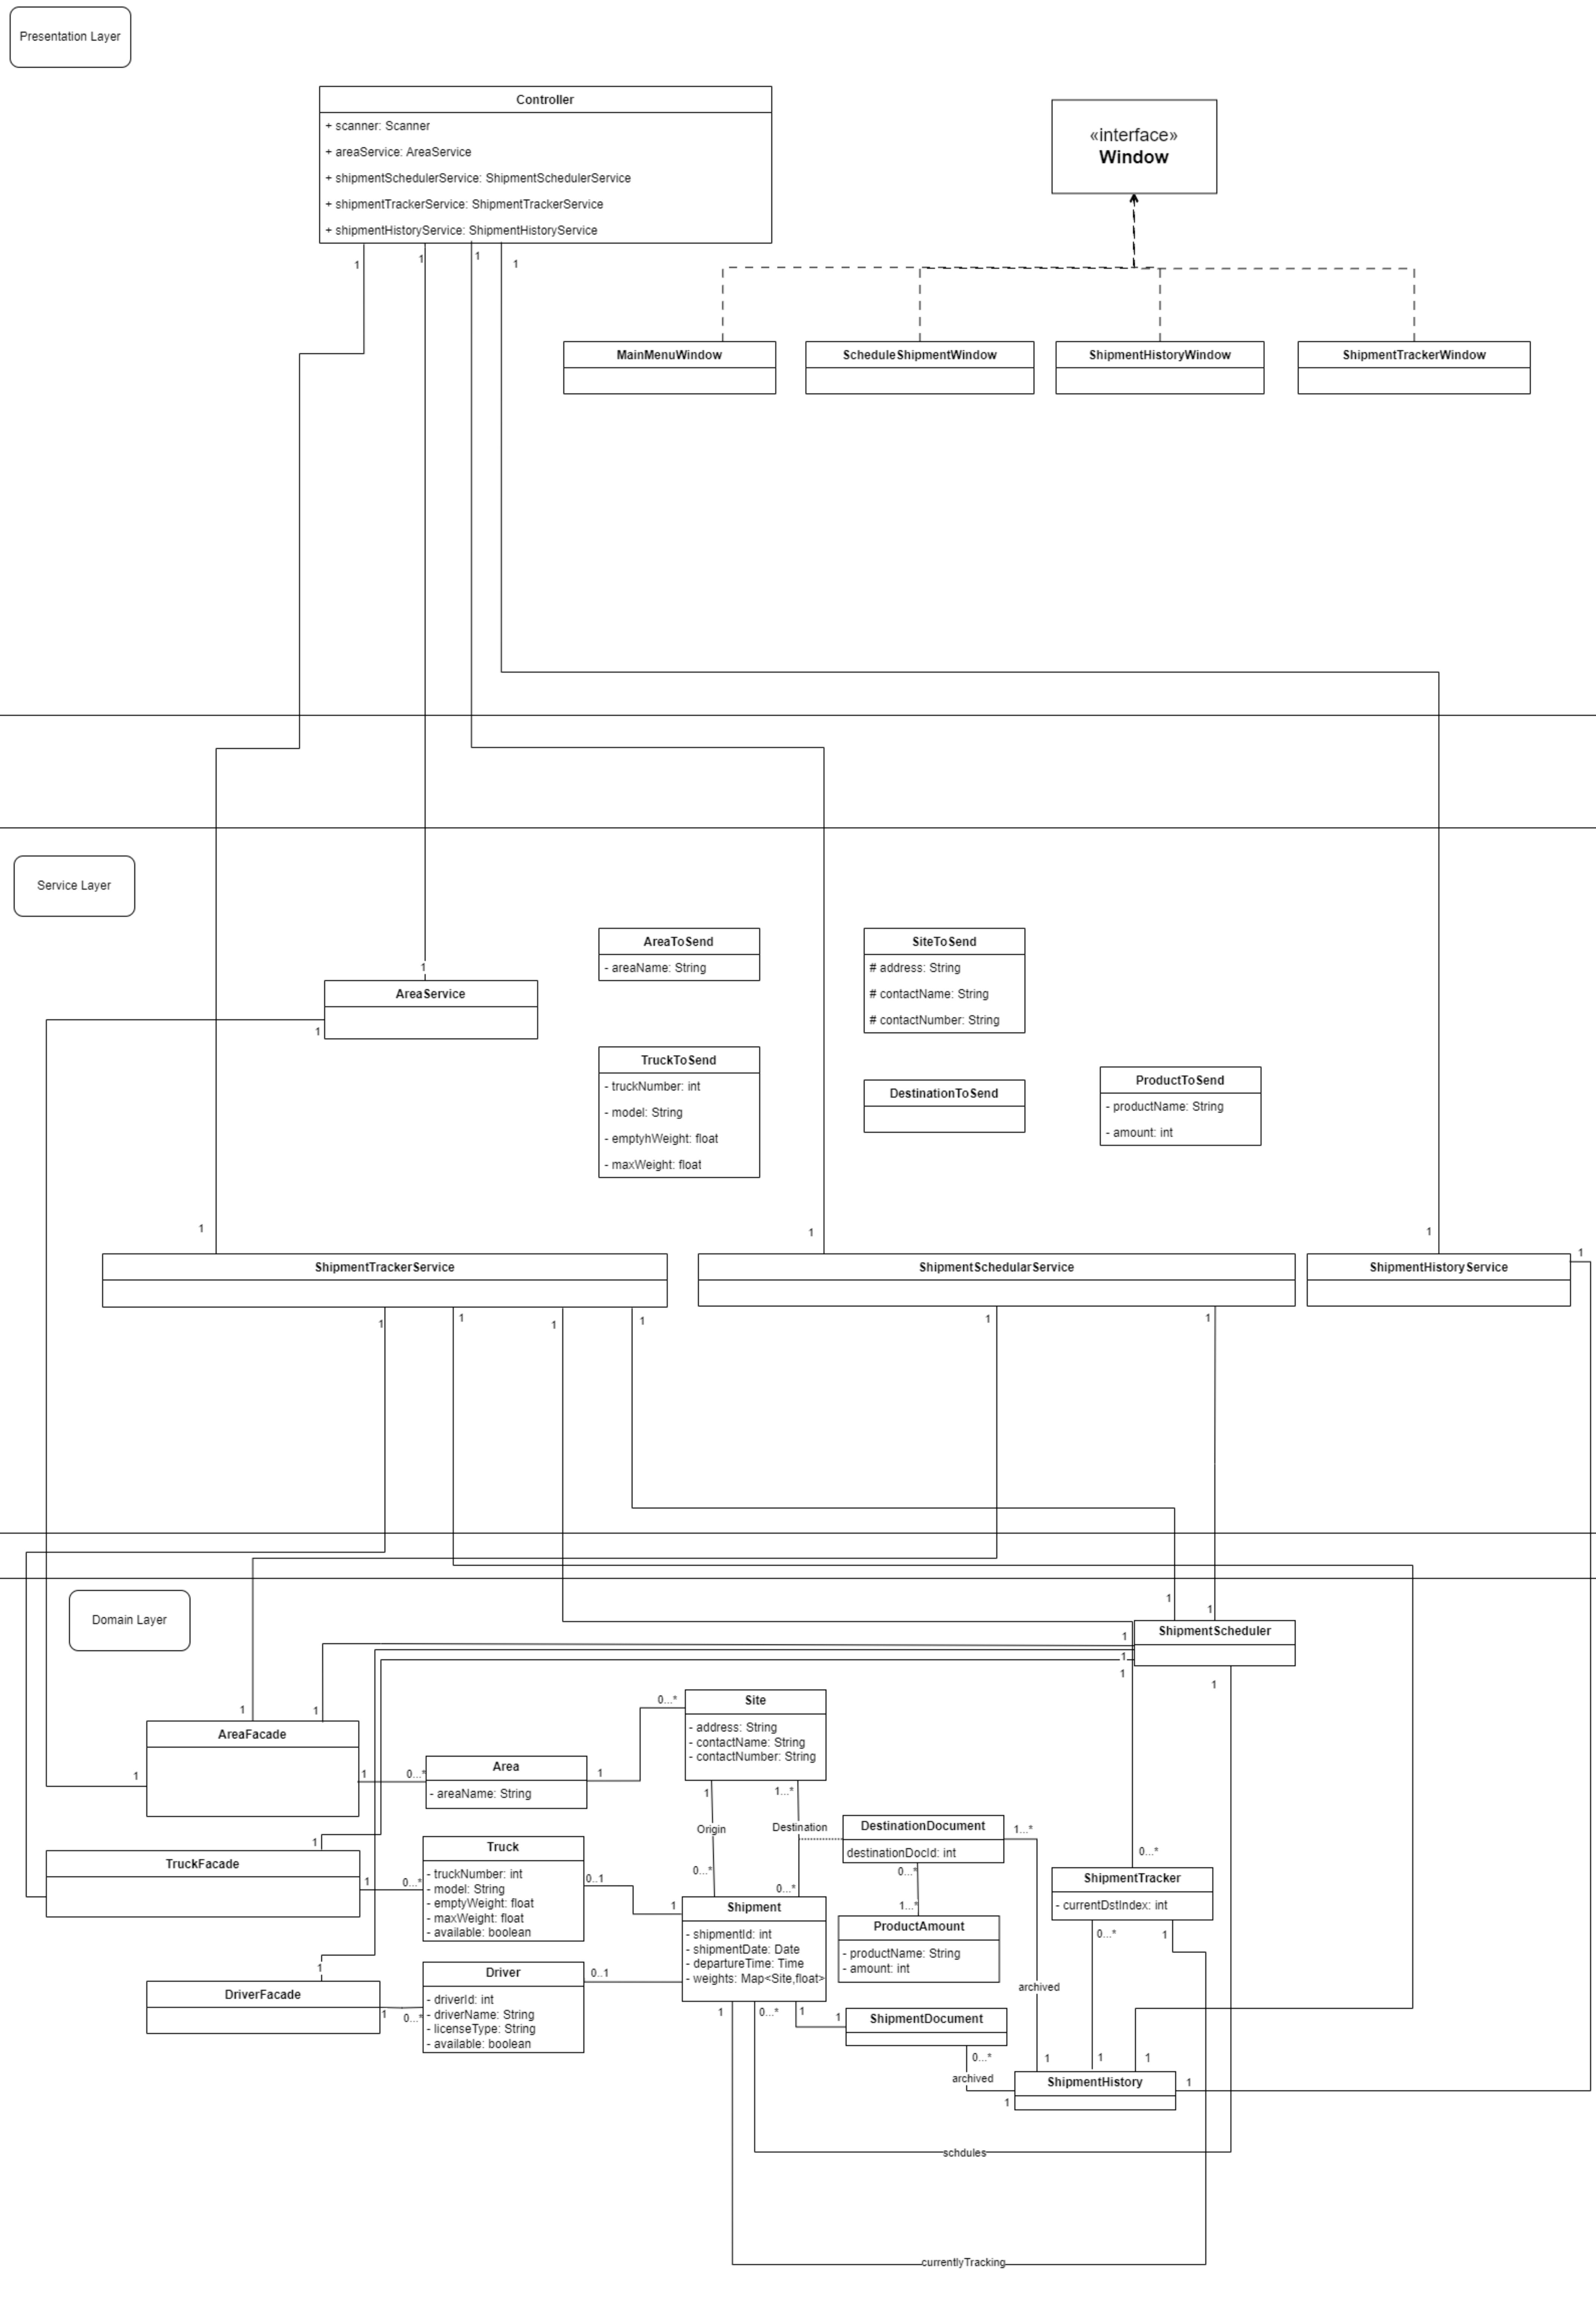 Presentation Layer
Controller
+ scanner: Scanner
+ areaService: AreaService
+ shipmentSchedulerService: ShipmentSchedulerService
+ shipmentTrackerService: ShipmentTrackerService
+ shipmentHistoryService: ShipmentHistoryService
«interface»
Window
1
1
1
1
MainMenuWindow
ScheduleShipmentWindow
ShipmentHistoryWindow
ShipmentTrackerWindow
Service Layer
AreaToSend
- areaName: String
SiteToSend
# address: String
# contactName: String
# contactNumber: String
1
AreaService
1
TruckToSend
- truckNumber: int
- model: String
- emptyhWeight: float
- maxWeight: float
DestinationToSend
ProductToSend
- productName: String
- amount: int
1
1
1
1
ShipmentTrackerService
ShipmentSchedularService
ShipmentHistoryService
1
1
1
1
1
1
Domain Layer
1
1
ShipmentScheduler
1
1
1
1
1
1
AreaFacade
1
1
0...*
Area
- areaName: String
1
0...*
Site
- address: String
- contactName: String
- contactNumber: String
1
1...*
Origin
Destination
0...*
0...*
DestinationDocument
destinationDocId: int
1...*
0...*
1...*
ProductAmount
- productName: String
- amount: int
0...*
ShipmentTracker
- currentDstIndex: int
0...*
1
1
TruckFacade
1
0...*
Truck
- truckNumber: int
- model: String
- emptyWeight: float
- maxWeight: float
- available: boolean
0..1
1
Shipment
- shipmentId: int
- shipmentDate: Date
- departureTime: Time
- weights: Map<Site,float>
1
DriverFacade
1
0...*
Driver
- driverId: int
- driverName: String
- licenseType: String
- available: boolean
0..1
1
0...*
1
1
ShipmentDocument
0...*
archived
archived
1
1
1
1
ShipmentHistory
1
schdules
currentlyTracking